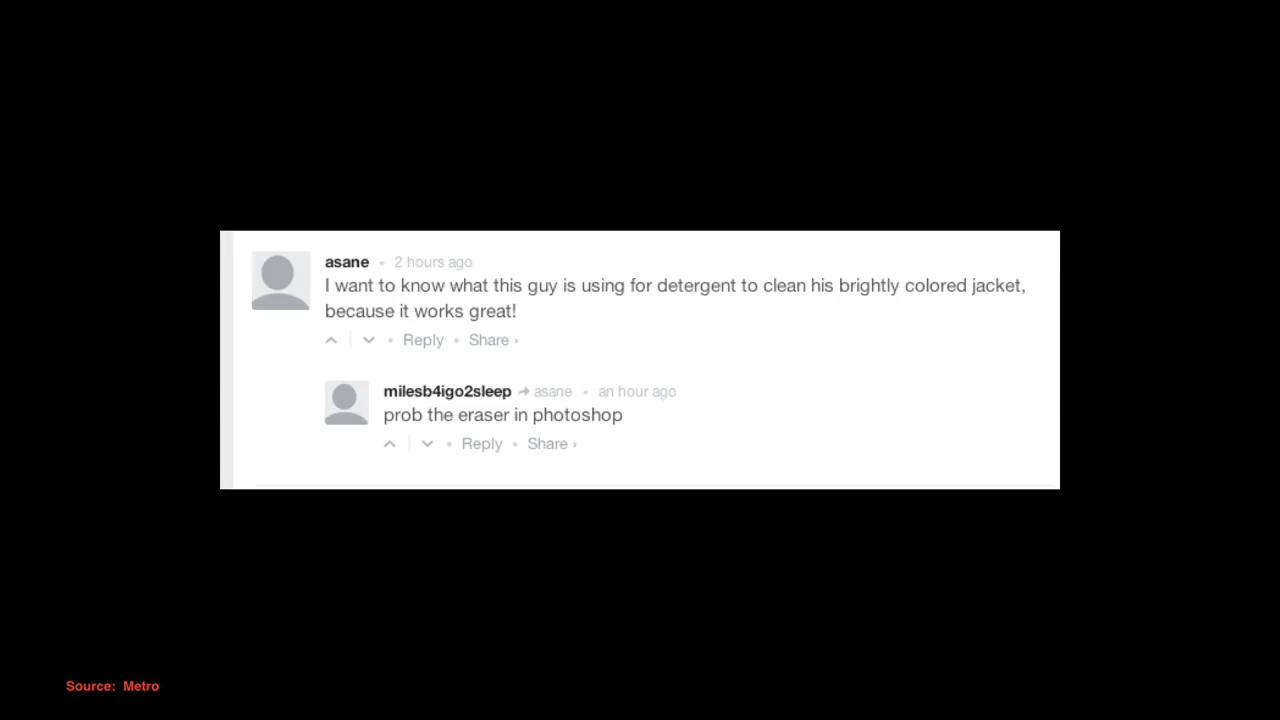 asane • 2 hours ago
I want to know what this guy is using for detergent to clean his brightly colored jacket,
because it works great!
• Reply • Share ›
milesb4igo2sleep asane • an hour ago
prob the eraser in photoshop
• Reply • Share ›
Source: Metro